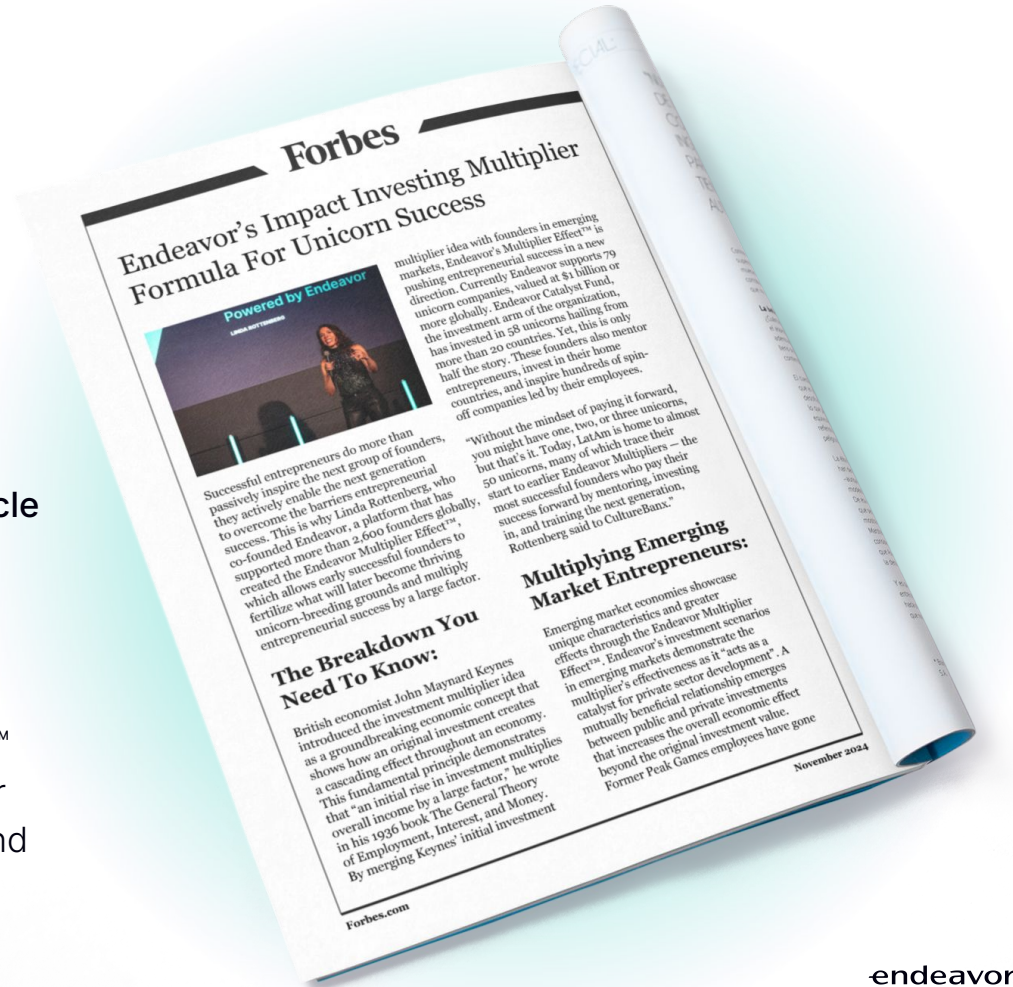 Forbes
Endeavor's Impact Investing Multiplier
Formula For Unicorn Success
Powered by Endeavor
LINDA ROTTENBERG
Successful entrepreneurs do more than
passively inspire the next group of founders,
they actively enable the next generation
to overcome the barriers entrepreneurial
success. This is why Linda Rottenberg, who
co-founded Endeavor, a platform that has
supported more than 2,600 founders globally,
created the Endeavor Multiplier Effect™,
which allows early successful founders to
fertilize what will later become thriving
unicorn-breeding grounds and multiply
entrepreneurial success by a large factor.
The Breakdown You
Need To Know:
British economist John Maynard Keynes
introduced the investment multiplier idea
as a groundbreaking economic concept that
shows how an original investment creates
a cascading effect throughout an economy.
This fundamental principle demonstrates
that "an initial rise in investment multiplies
overall income by a large factor," he wrote
in his 1936 book The General Theory
of Employment, Interest, and Money.
By merging Keynes' initial investment
multiplier idea with founders in emerging
markets, Endeavor's Multiplier Effect™ is
pushing entrepreneurial success in a new
direction. Currently Endeavor supports 79
unicorn companies, valued at $1 billion or
more globally. Endeavor Catalyst Fund,
the investment arm of the organization,
has invested in 58 unicorns hailing from
more than 20 countries. Yet, this is only
half the story. These founders also mentor
entrepreneurs, invest in their home
countries, and inspire hundreds of spin-
off companies led by their employees.
"Without the mindset of paying it forward,
you might have one, two, or three unicorns,
but that's it. Today, LatAm is home to almost
50 unicorns, many of which trace their
start to earlier Endeavor Multipliers — the
most successful founders who pay their
success forward by mentoring, investing
in, and training the next generation,
Rottenberg said to CultureBanx."
Multiplying Emerging
Market Entrepreneurs:
Emerging market economies showcase
unique characteristics and greater
effects through the Endeavor Multiplier
Effect™. Endeavor's investment scenarios
in emerging markets demonstrate the
multiplier's effectiveness as it "acts as a
catalyst for private sector development". A
mutually beneficial relationship emerges
between public and private investments
that increases the overall economic effect
beyond the original investment value.
Former Peak Games employees have gone
Forbes.com
November 2024
cle
™
r
nd
endeavor